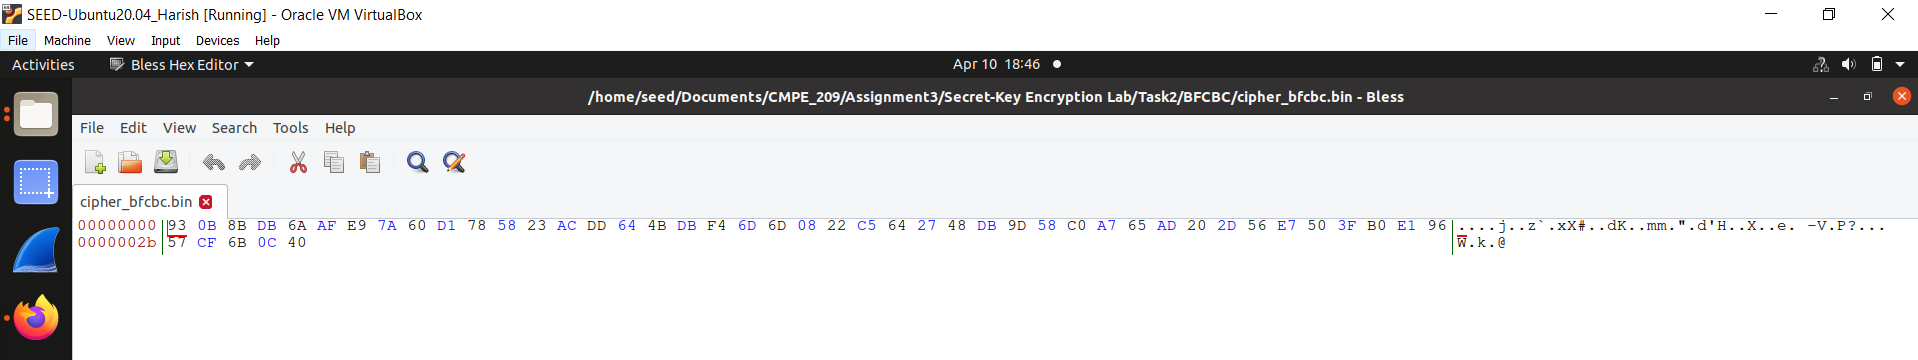 SEED-Ubuntu20.04_Harish [Running] - Oracle VM VirtualBox
File Machine View Input Devices Help
Activities Bless Hex Editor Apr 10 18:46
/home/seed/Documents/CMPE_209/Assignment3/Secret-Key Encryption Lab/Task2/BFCBC/cipher_bfcbc.bin - Bless
File Edit View Search Tools Help
cipher_bfcbc.bin
00000000 93 0B 8B DB 6A AF E9 7A 60 D1 78 58 23 AC DD 64 4B DB F4 6D 6D 08 22 C5 64 27 48 DB 9D 58 C0 A7 65 AD 20 2D 56 E7 50 3F B0 E1 96 ....j..z`.xX#..dK..mm.".d'H..X..e. -V.P?...
0000002b 57 CF 6B 0C 40 W.k.@